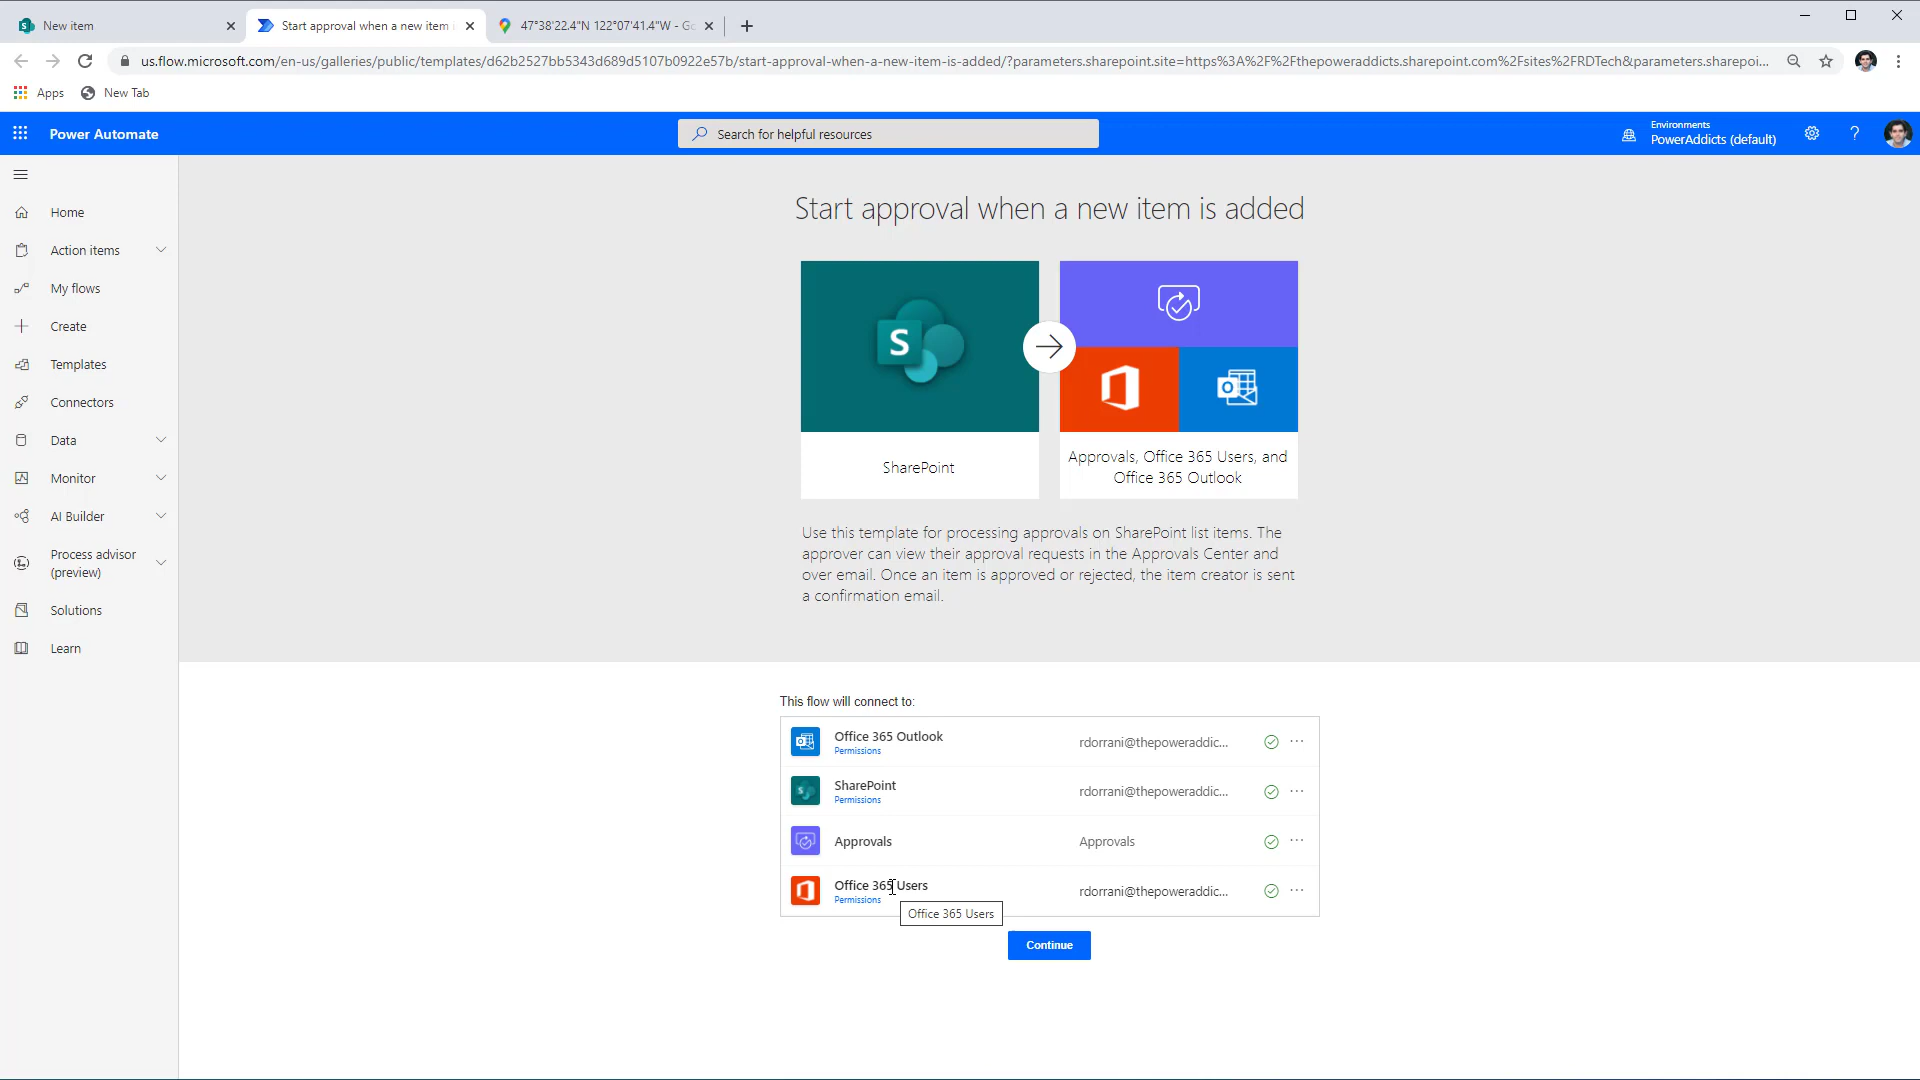 New item
Start approval when a new item i
47°38'22.4"N 122°07'41.4"W - Go
us.flow.microsoft.com/en-us/galleries/public/templates/d62b2527bb5343d689d5107b0922e57b/start-approval-when-a-new-item-is-added/?parameters.sharepoint.site=https%3A%2F%2Fthepoweraddicts.sharepoint.com%2Fsites%2FRDTech&parameters.sharepoi...
Apps
New Tab
Power Automate
Search for helpful resources
Environments
PowerAddicts (default)
?
Home
Action items
My flows
Create
Templates
Connectors
Data
Monitor
AI Builder
Process advisor
(preview)
Solutions
Learn
Start approval when a new item is added
S
SharePoint
Approvals, Office 365 Users, and
Office 365 Outlook
Use this template for processing approvals on SharePoint list items. The
approver can view their approval requests in the Approvals Center and
over email. Once an item is approved or rejected, the item creator is sent
a confirmation email.
This flow will connect to:
Office 365 Outlook
Permissions
rdorrani@thepoweraddic...
SharePoint
Permissions
rdorrani@thepoweraddic...
Approvals
Approvals
Office 365 Users
Permissions
rdorrani@thepoweraddic...
Office 365 Users
Continue